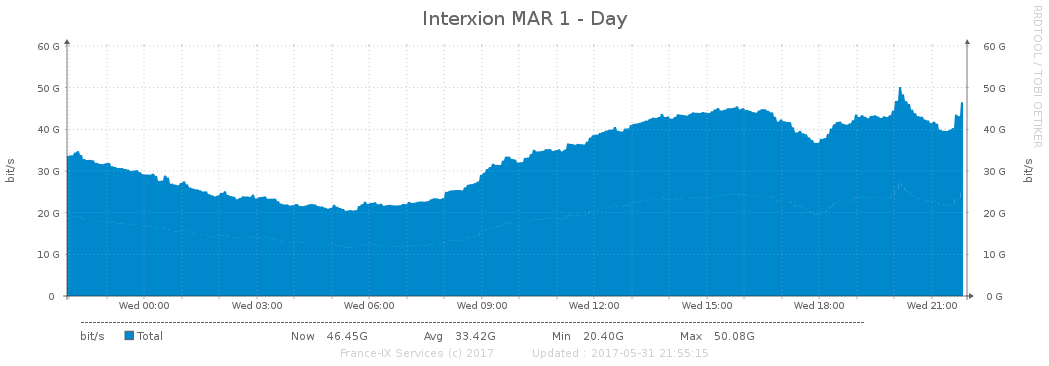 Interxion MAR 1 - Day
RRDTOOL / TOBI OETIKER
bit/s
60 G 60 G
50 G 50 G
40 G 40 G
30 G 30 G
20 G 20 G
10 G 10 G
0 0 G
bit/s
Wed 00:00 Wed 03:00 Wed 06:00 Wed 09:00 Wed 12:00 Wed 15:00 Wed 18:00 Wed 21:00
bit/s Total Now 46.45G Avg 33.42G Min 20.40G Max 50.08G
France-IX Services (c) 2017 Updated : 2017-05-31 21:55:15